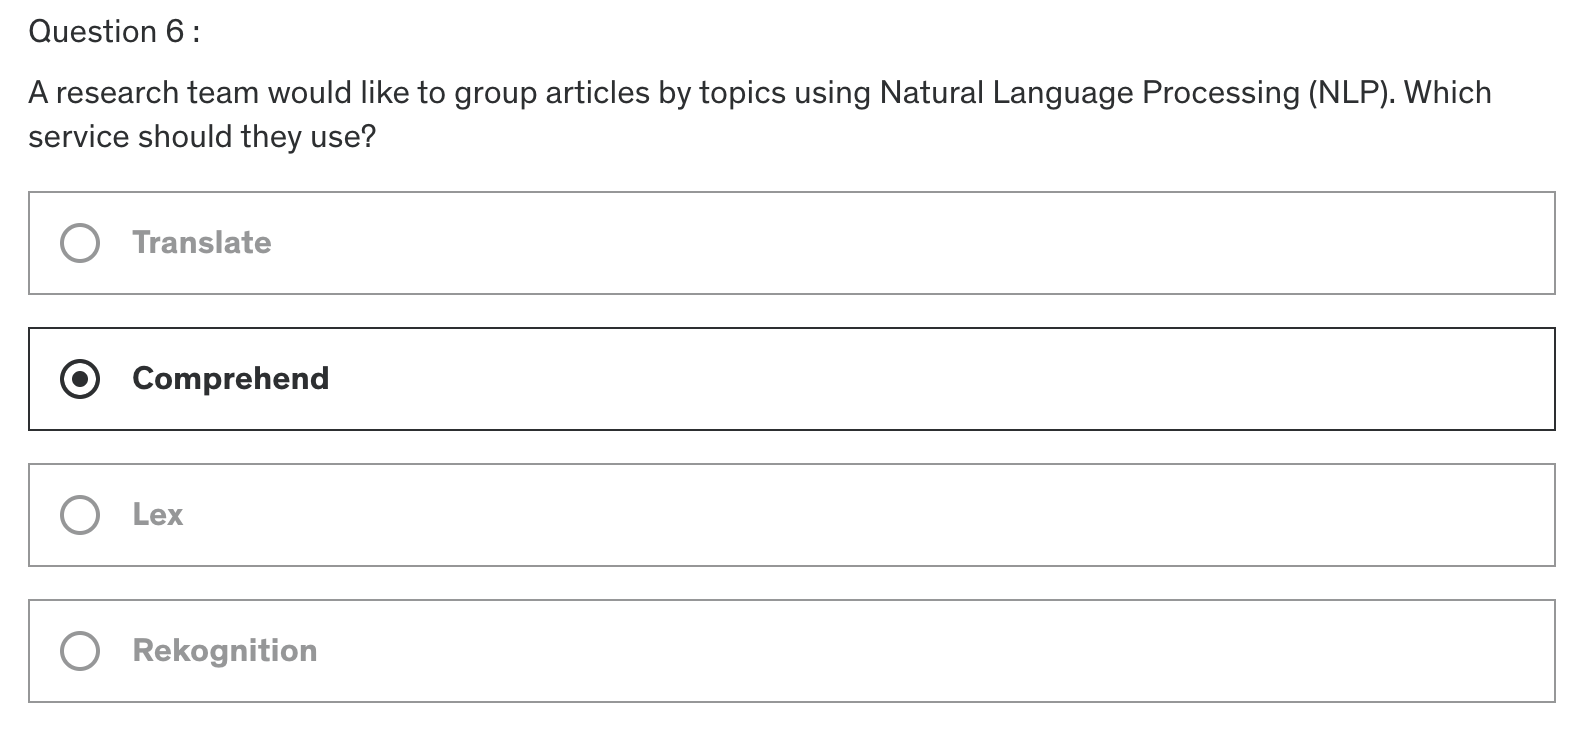 Question 6 :
A research team would like to group articles by topics using Natural Language Processing (NLP). Which
service should they use?
Translate
Comprehend
Lex
Rekognition